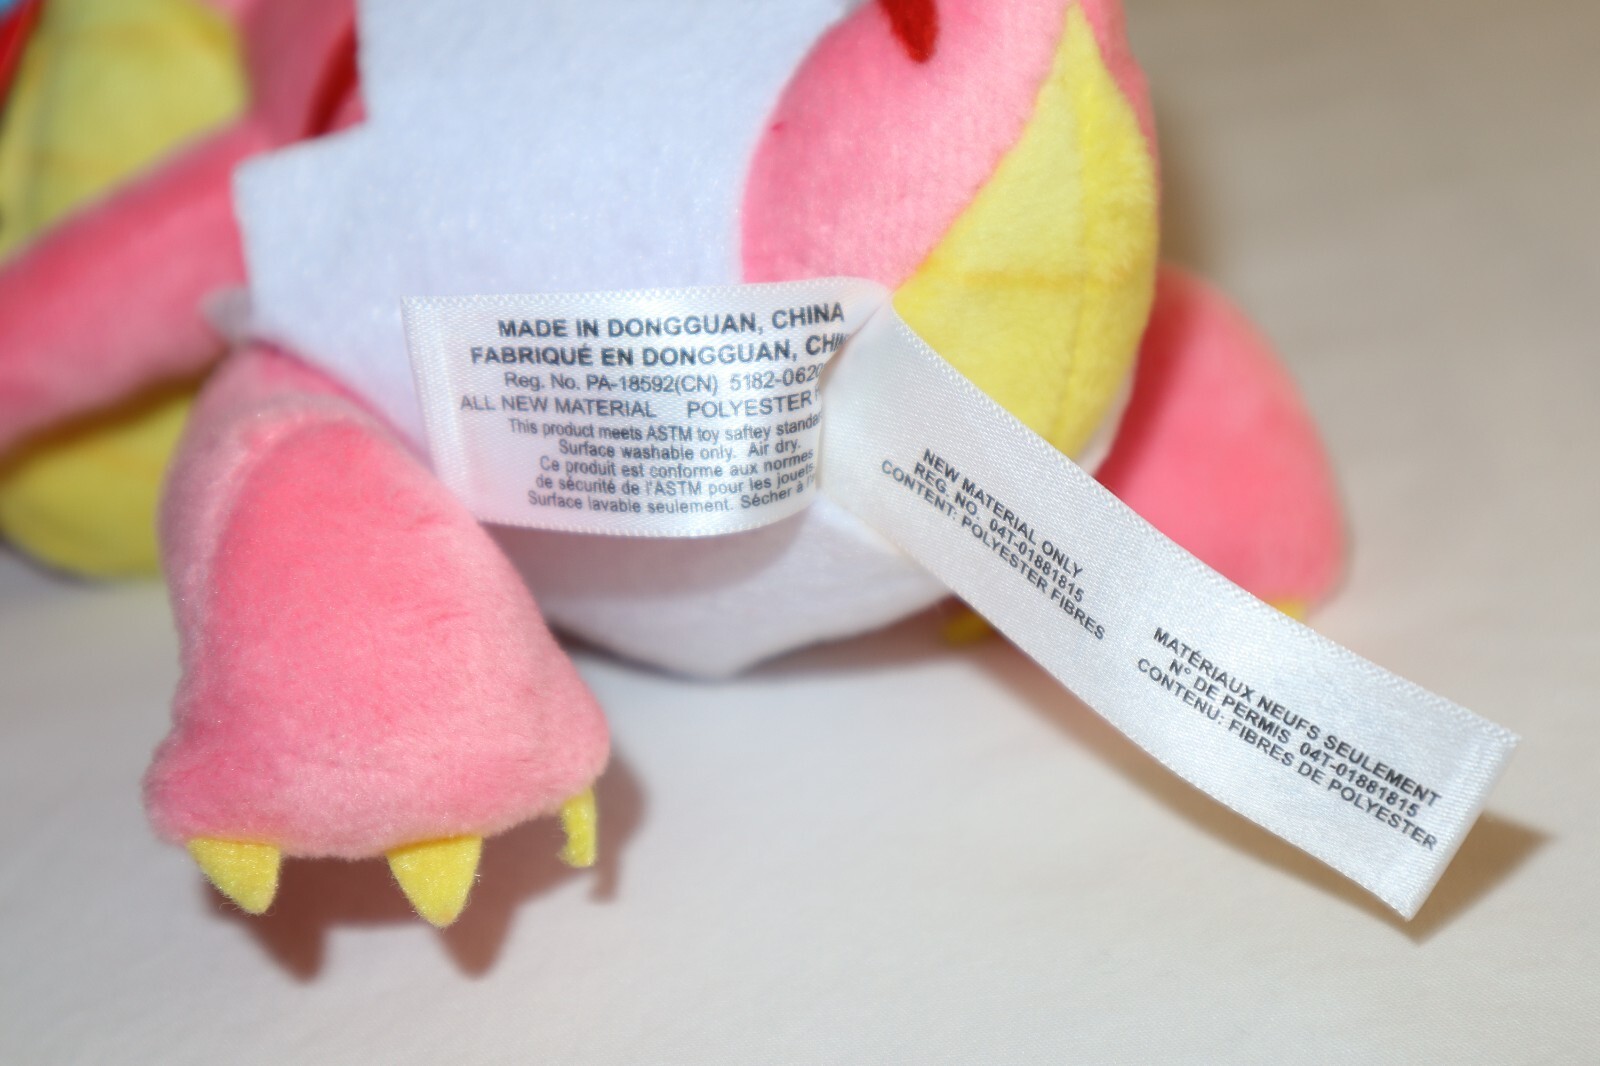 MADE IN DONGGUAN, CHINA
FABRIQUÉ EN DONGGUAN,
Reg. No. PA-18592(CN) 5182-0620
ALL NEW MATERIAL POLYESTER
This product meets ASTM toy saftey
Surface washable only. Air dry.
Ce produit est conforme aux normes
de sécurité de l'ASTM pour les jouets
Surface lavable seulement. Sécher à
NEW MATERIAL ONLY
REG. NO. 04T-01881815
CONTENT: POLYESTER FIBRES
MATÉRIAUX NEUFS SEULEMENT
N° DE PERMIS 04T-01881815
CONTENU: FIBRES DE POLYESTER